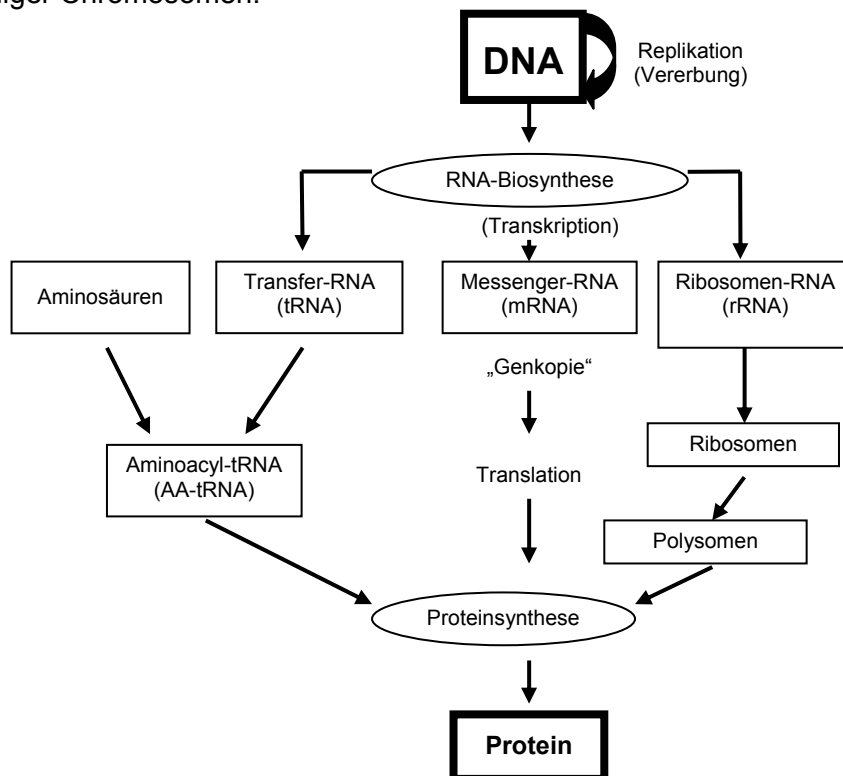 Chromosomen.
DNA
Replikation
(Vererbung)
RNA-Biosynthese
(Transkription)
Aminosäuren
Transfer-RNA
(tRNA)
Messenger-RNA
(mRNA)
Ribosomen-RNA
(rRNA)
„Genkopie“
Aminoacyl-tRNA
(AA-tRNA)
Translation
Ribosomen
Polysomen
Proteinsynthese
Protein